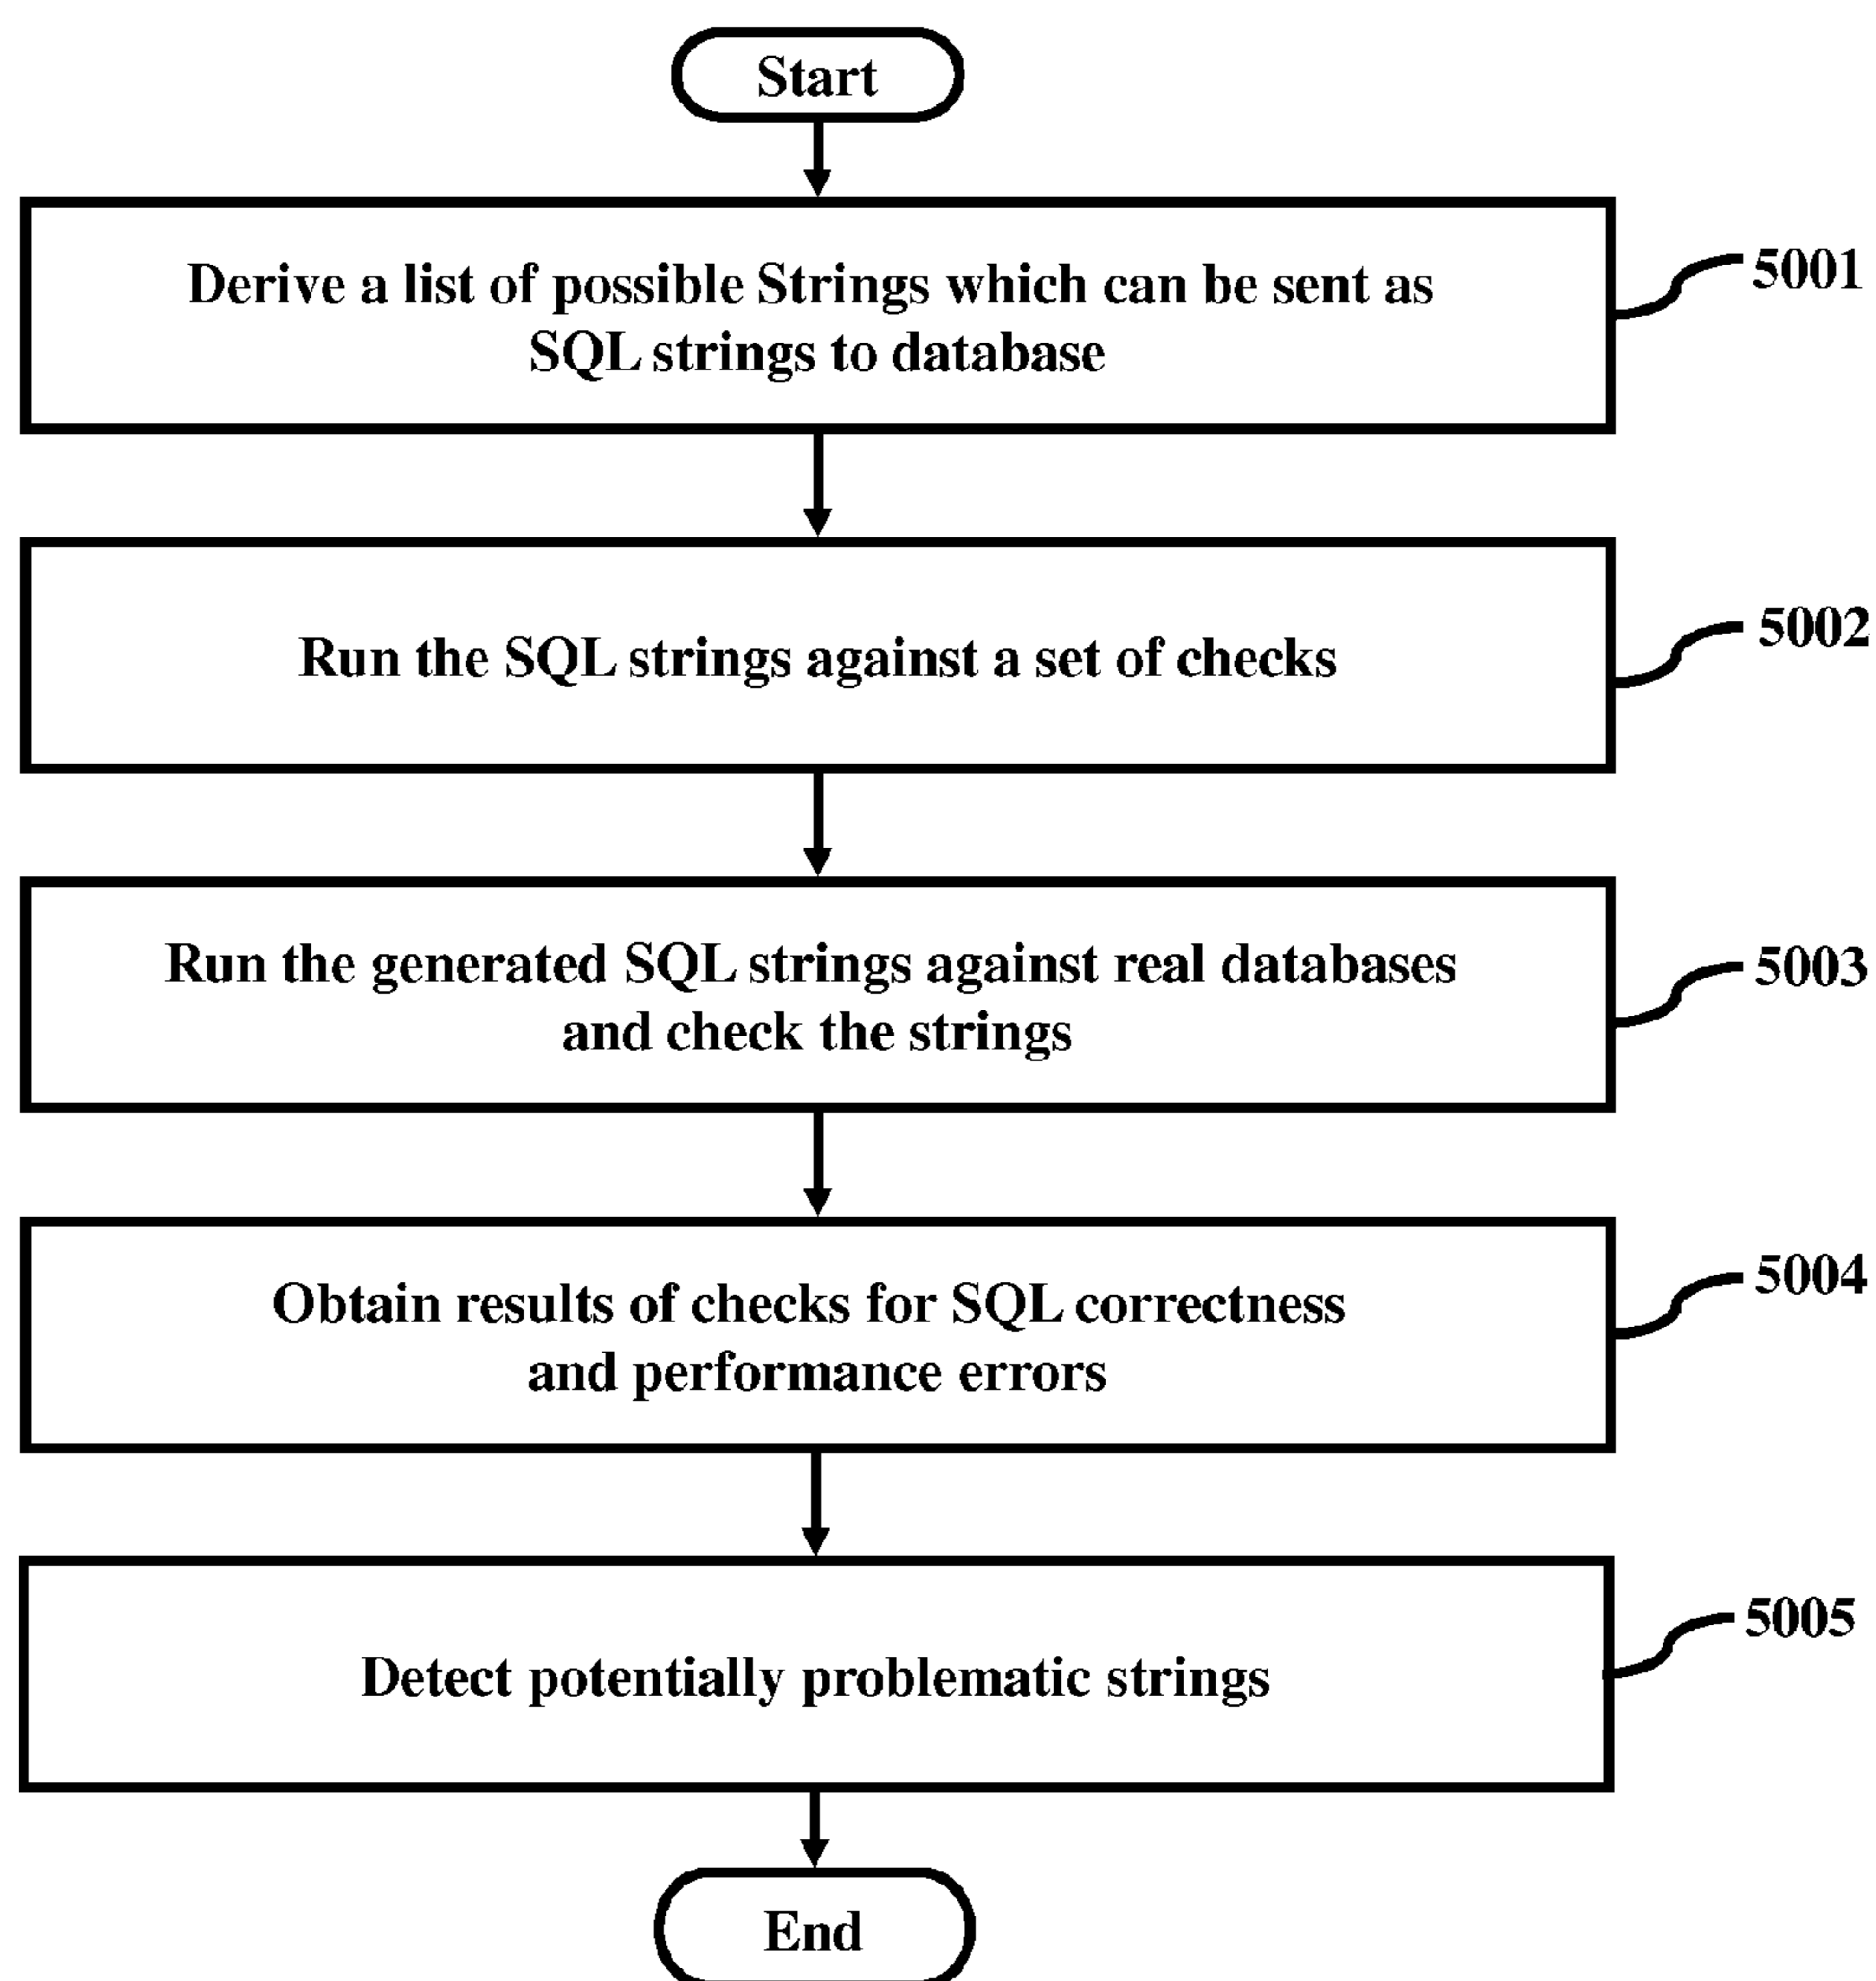 Start
Derive a list of possible Strings which can be sent as
SQL strings to database
5001
Run the SQL strings against a set of checks
5002
Run the generated SQL strings against real databases
and check the strings
5003
Obtain results of checks for SQL correctness
and performance errors
5004
Detect potentially problematic strings
5005
End